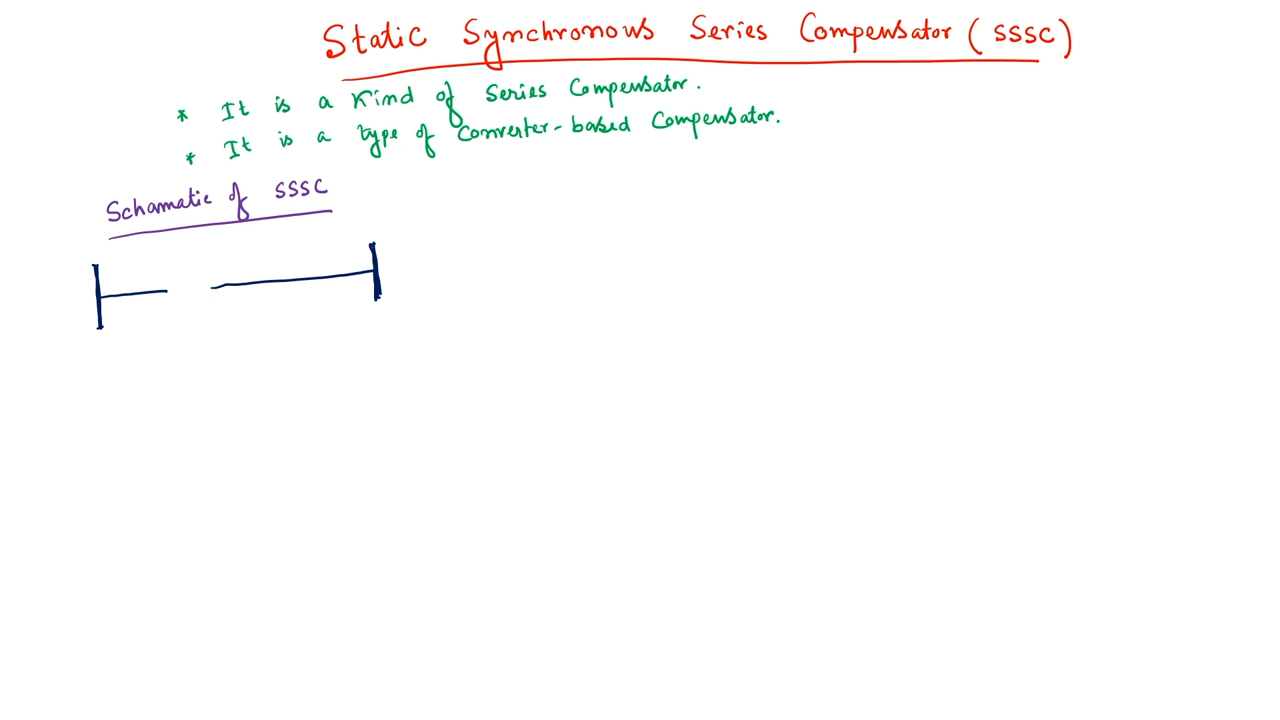 Static Synchronous Series Compensator (SSSC)
* It is a Kind of Series Compensator.
* It is a type of Converter-based Compensator.
Schamatic of SSSC